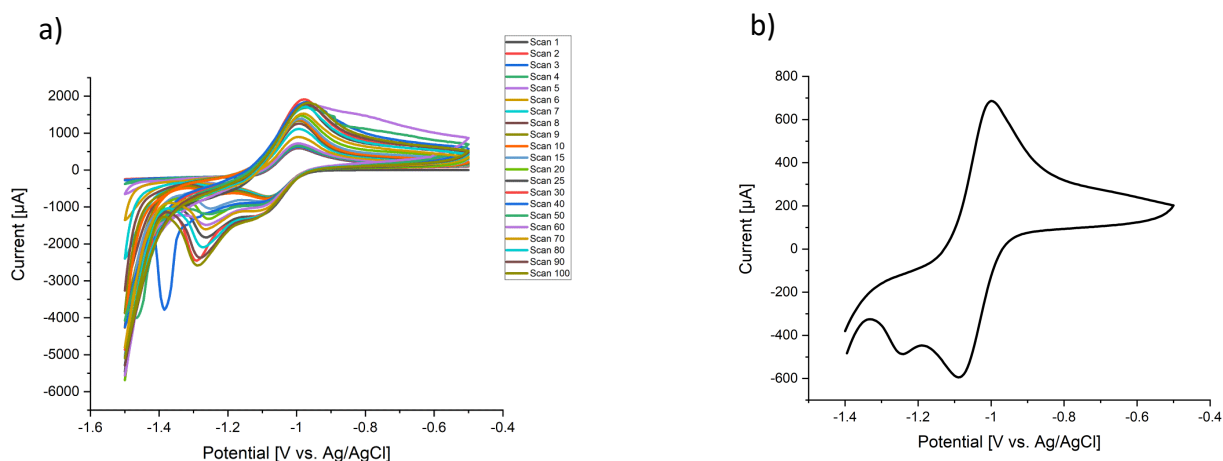 a)
Scan 1
Scan 2
Scan 3
Scan 4
Scan 5
Scan 6
Scan 7
Scan 8
Scan 9
Scan 10
Scan 15
Scan 20
Scan 25
Scan 30
Scan 40
Scan 50
Scan 60
Scan 70
Scan 80
Scan 90
Scan 100
2000
1000
0
-1000
-2000
-3000
-4000
-5000
-6000
Current [µA]
-1.6 -1.4 -1.2 -1 -0.8 -0.6 -0.4
Potential [V vs. Ag/AgCl]
b)
800
600
400
200
0
-200
-400
-600
Current [µA]
-1.4 -1.2 -1 -0.8 -0.6 -0.4
Potential [V vs. Ag/AgCl]